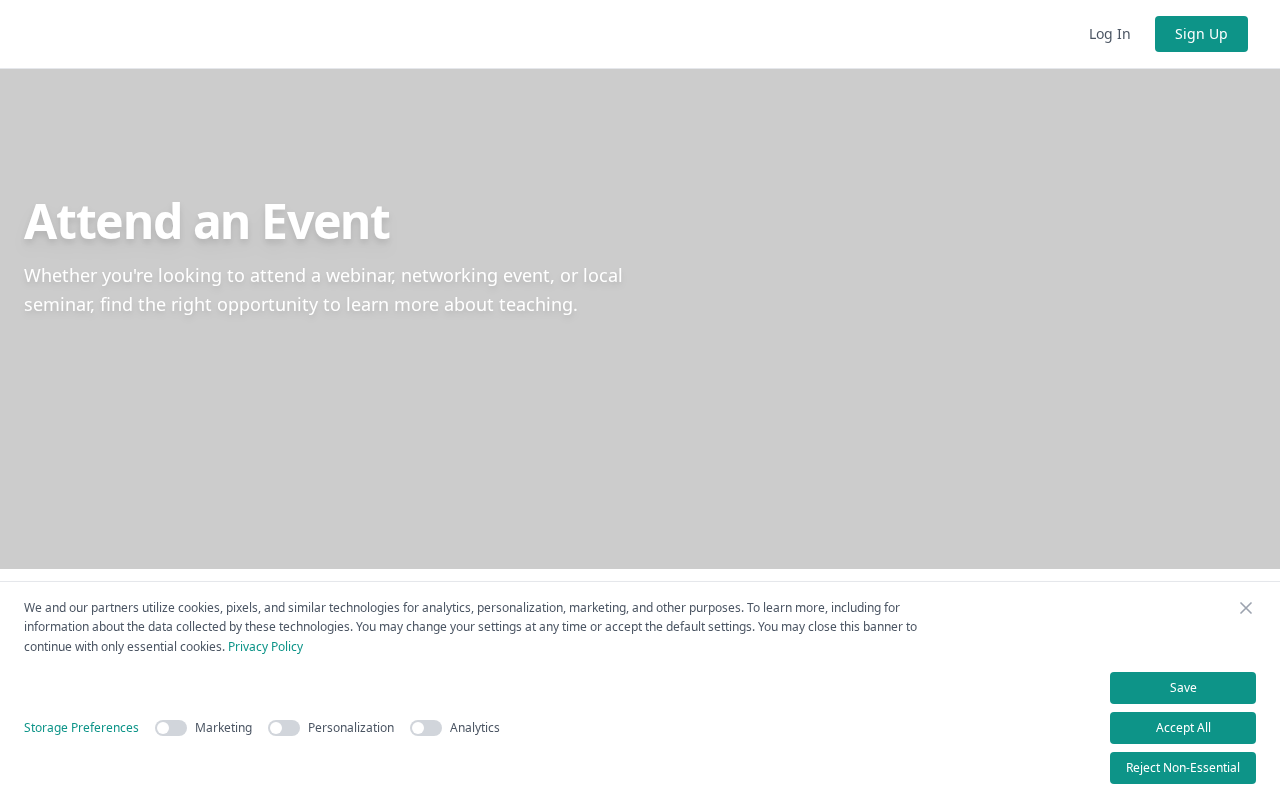 Log In
Sign Up
Attend an Event
Whether you're looking to attend a webinar, networking event, or local
seminar, find the right opportunity to learn more about teaching.
We and our partners utilize cookies, pixels, and similar technologies for analytics, personalization, marketing, and other purposes. To learn more, including for
information about the data collected by these technologies. You may change your settings at any time or accept the default settings. You may close this banner to
continue with only essential cookies. Privacy Policy
Storage Preferences
Marketing
Personalization
Analytics
Save
Accept All
Reject Non-Essential